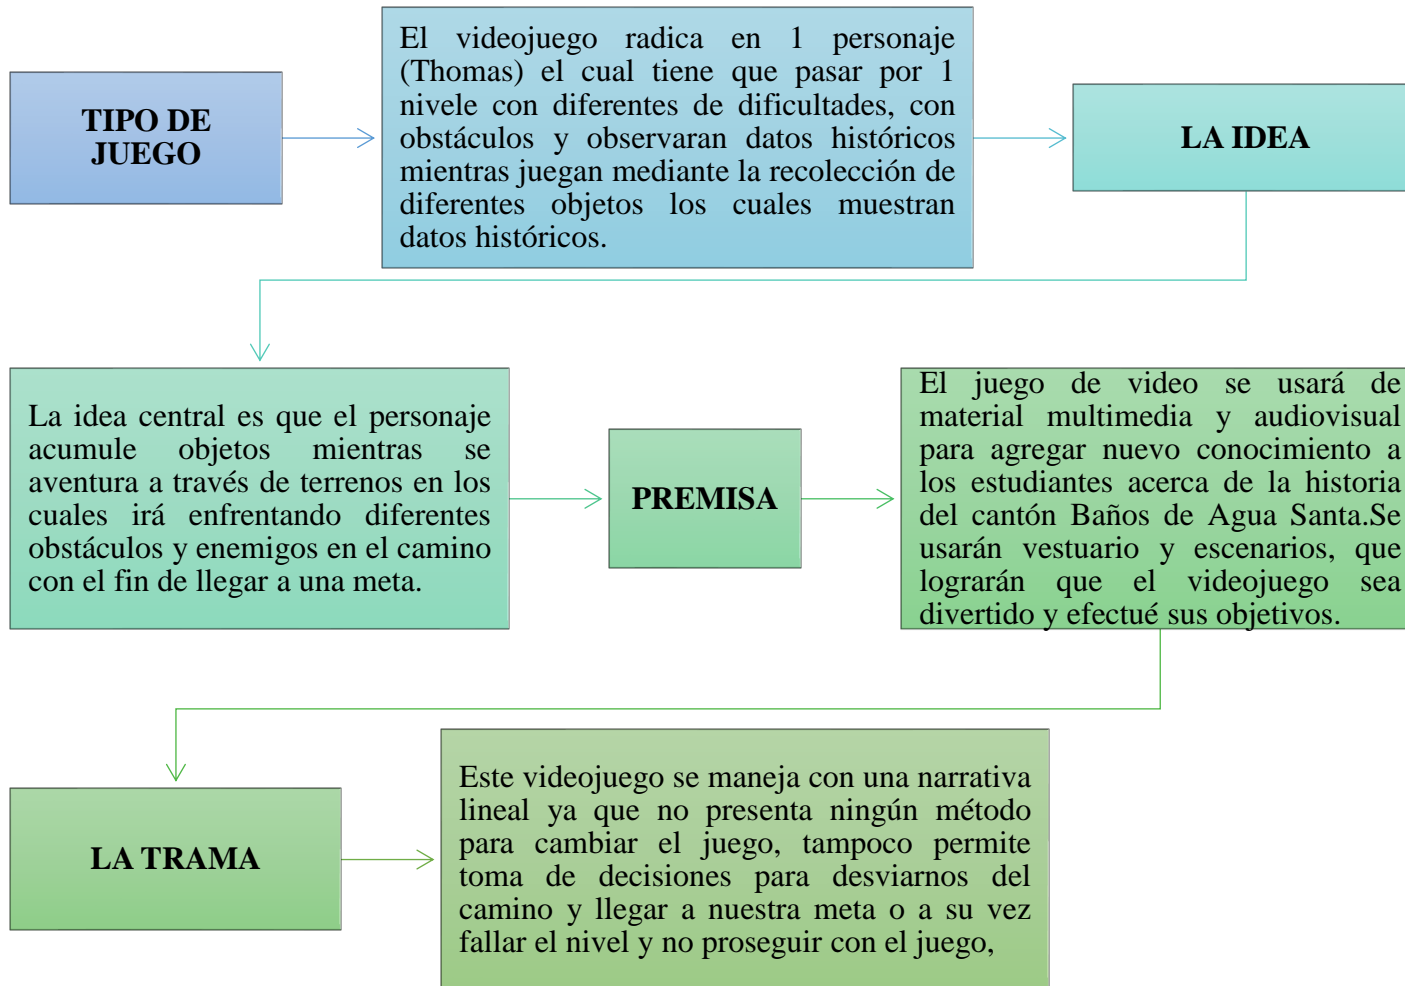 TIPO DE
JUEGO
El videojuego radica en 1 personaje
(Thomas) el cual tiene que pasar por 1
nivele con diferentes de dificultades, con
obstáculos y observaran datos históricos
mientras juegan mediante la recolección de
diferentes objetos los cuales muestran
datos históricos.
LA IDEA
La idea central es que el personaje
acumule objetos mientras se
aventura a través de terrenos en los
cuales irá enfrentando diferentes
obstáculos y enemigos en el camino
con el fin de llegar a una meta.
PREMISA
El juego de video se usará de
material multimedia y audiovisual
para agregar nuevo conocimiento a
los estudiantes acerca de la historia
del cantón Baños de Agua Santa.Se
usarán vestuario y escenarios, que
lograrán que el videojuego sea
divertido y efectué sus objetivos.
LA TRAMA
Este videojuego se maneja con una narrativa
lineal ya que no presenta ningún método
para cambiar el juego, tampoco permite
toma de decisiones para desviarnos del
camino y llegar a nuestra meta o a su vez
fallar el nivel y no proseguir con el juego,